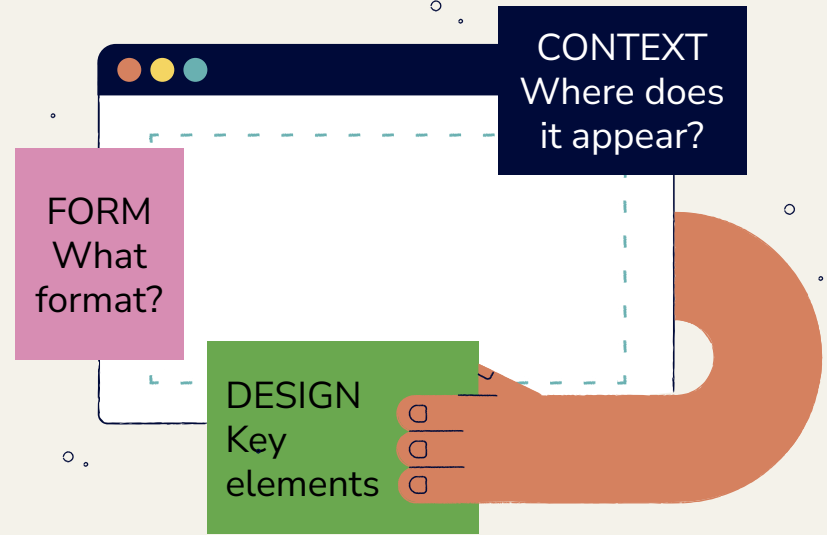 CONTEXT
Where does
it appear?
FORM
What
format?
DESIGN
Key
elements